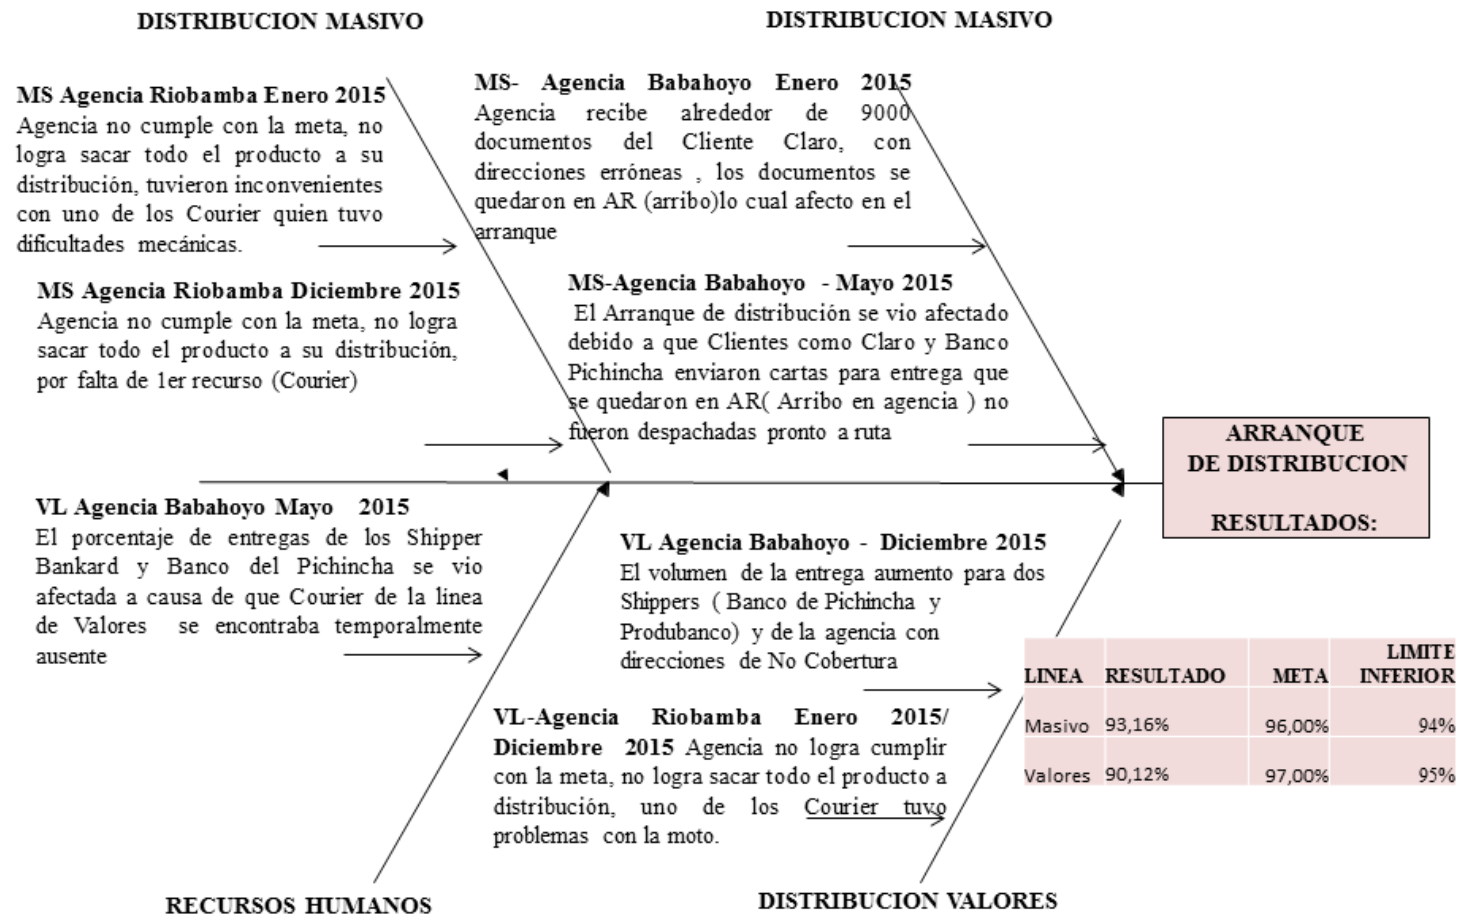 DISTRIBUCION MASIVO
DISTRIBUCION MASIVO
MS Agencia Riobamba Enero 2015
Agencia no cumple con la meta, no
logra sacar todo el producto a su
distribución, tuvieron inconvenientes
con uno de los Courier quien tuvo
dificultades mecánicas.
MS- Agencia Babahoyo Enero 2015
Agencia recibe alrededor de 9000
documentos del Cliente Claro, con
direcciones erróneas , los documentos se
quedaron en AR (arribo)lo cual afecto en el
arranque
MS Agencia Riobamba Diciembre 2015
Agencia no cumple con la meta, no logra
sacar todo el producto a su distribución,
por falta de 1er recurso (Courier)
MS-Agencia Babahoyo - Mayo 2015
El Arranque de distribución se vio afectado
debido a que Clientes como Claro y Banco
Pichincha enviaron cartas para entrega que
se quedaron en AR( Arribo en agencia ) no
fueron despachadas pronto a ruta
ARRANQUE
DE DISTRIBUCION
RESULTADOS:
VL Agencia Babahoyo Mayo 2015
El porcentaje de entregas de los Shipper
Bankard y Banco del Pichincha se vio
afectada a causa de que Courier de la linea
de Valores se encontraba temporalmente
ausente
VL Agencia Babahoyo - Diciembre 2015
El volumen de la entrega aumento para dos
Shippers ( Banco de Pichincha y
Produbanco) y de la agencia con
direcciones de No Cobertura
VL-Agencia Riobamba Enero 2015/
Diciembre 2015 Agencia no logra cumplir
con la meta, no logra sacar todo el producto a
distribución, uno de los Courier tuvo
problemas con la moto.
LINEA RESULTADO META LIMITE INFERIOR
Masivo 93,16% 96,00% 94%
Valores 90,12% 97,00% 95%
RECURSOS HUMANOS
DISTRIBUCION VALORES